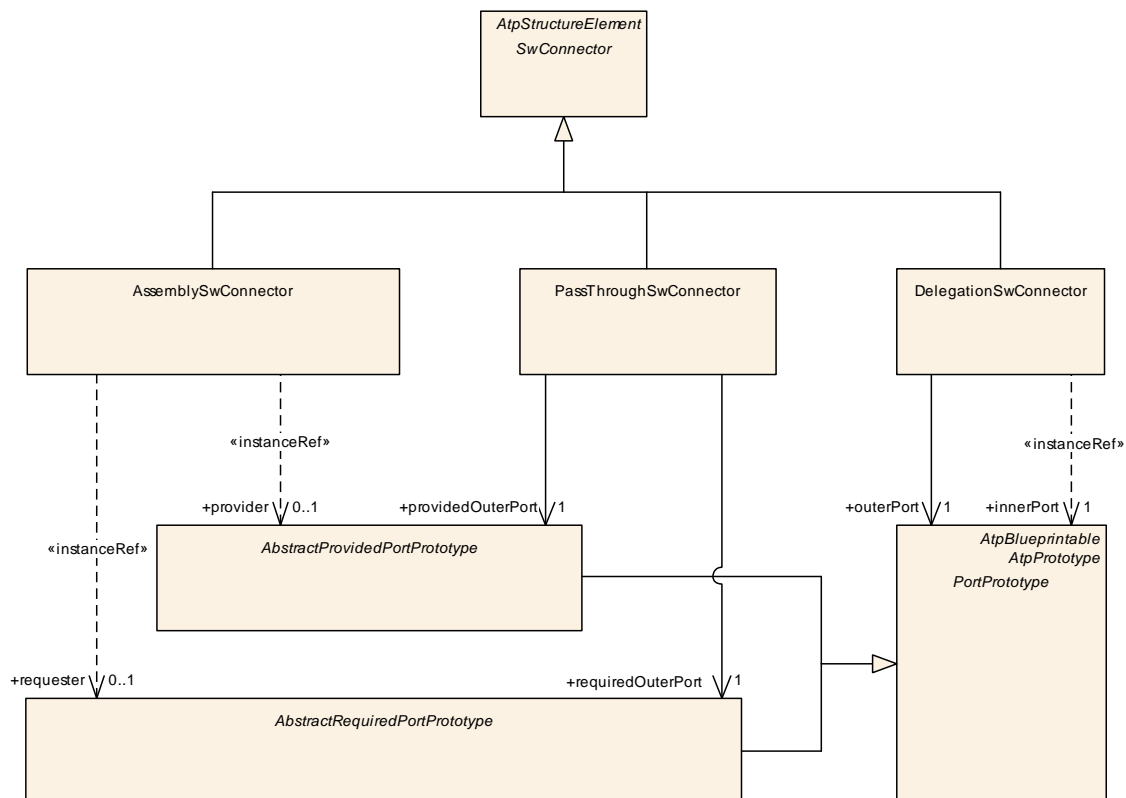 AtpStructureElement
SwConnector
AssemblySwConnector
PassThroughSwConnector
DelegationSwConnector
«instanceRef»
«instanceRef»
+provider
0..1
+providedOuterPort
1
+outerPort
1
+innerPort
1
«instanceRef»
AbstractProvidedPortPrototype
AtpBlueprintable
AtpPrototype
PortPrototype
+requester
0..1
+requiredOuterPort
1
AbstractRequiredPortPrototype